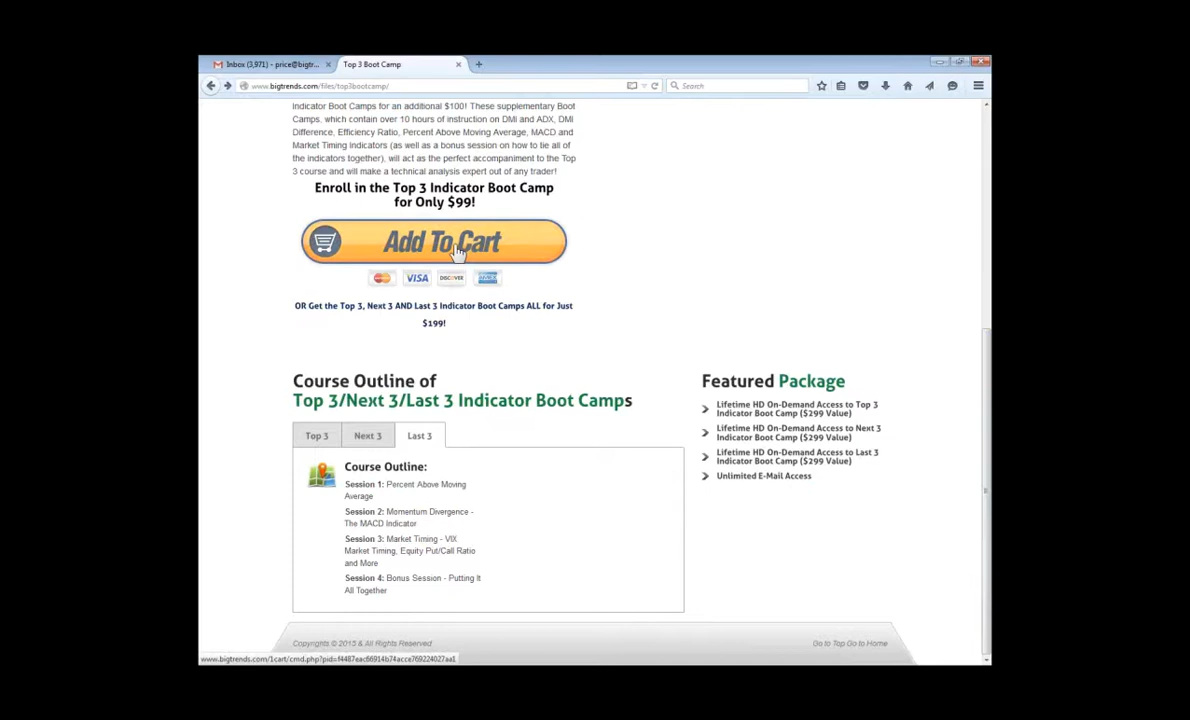 Inbox (3,971) - price@bigtr...
Top 3 Boot Camp
www.bigtrends.com/files/top3bootcamp/
Search
Indicator Boot Camps for an additional $100! These supplementary Boot
Camps, which contain over 10 hours of instruction on DMI and ADX, DMI
Difference, Efficiency Ratio, Percent Above Moving Average, MACD and
Market Timing Indicators (as well as a bonus session on how to tie all of
the indicators together), will act as the perfect accompaniment to the Top
3 course and will make a technical analysis expert out of any trader!
Enroll in the Top 3 Indicator Boot Camp
for Only $99!
Add To Cart
MasterCard VISA DISCOVER
OR Get the Top 3, Next 3 AND Last 3 Indicator Boot Camps ALL for Just
$199!
Course Outline of
Top 3/Next 3/Last 3 Indicator Boot Camps
Top 3
Next 3
Last 3
Course Outline:
Session 1: Percent Above Moving
Average
Session 2: Momentum Divergence -
The MACD Indicator
Session 3: Market Timing - VIX
Market Timing, Equity Put/Call Ratio
and More
Session 4: Bonus Session - Putting It
All Together
Featured Package
Lifetime HD On-Demand Access to Top 3
Indicator Boot Camp ($299 Value)
Lifetime HD On-Demand Access to Next 3
Indicator Boot Camp ($299 Value)
Lifetime HD On-Demand Access to Last 3
Indicator Boot Camp ($299 Value)
Unlimited E-Mail Access
Copyrights © 2015 & All Rights Reserved
Go to Top Go to Home
www.bigtrends.com/1cart/cmd.php?pid=f4487eac66914b74acce769224027aa1